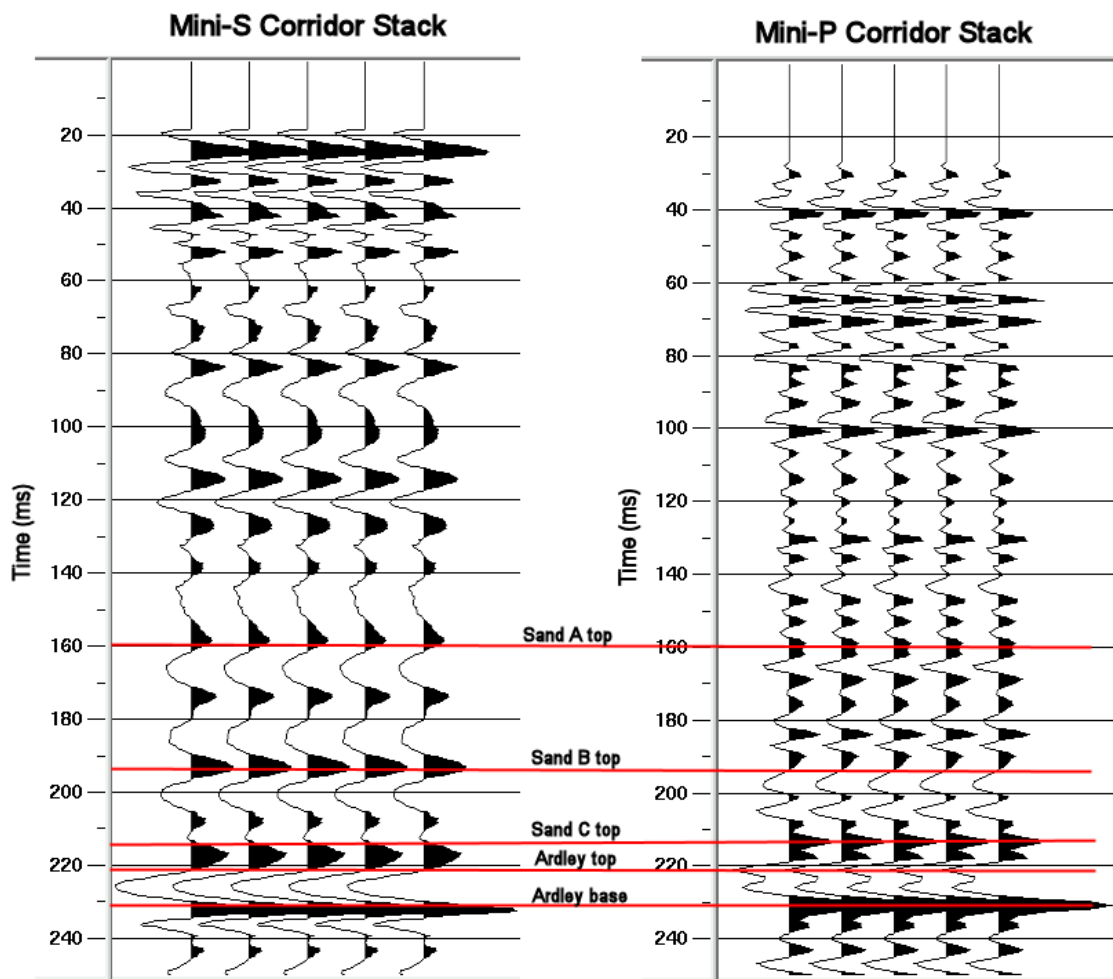 Mini-S Corridor Stack
Mini-P Corridor Stack
Time (ms)
20
40
60
80
100
120
140
160
180
200
220
240
Sand A top
Sand B top
Sand C top
Ardley top
Ardley base
Time (ms)
20
40
60
80
100
120
140
160
180
200
220
240